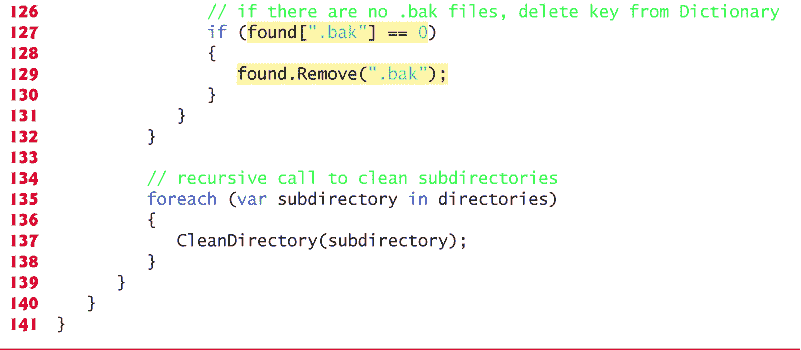 126 // if there are no .bak files, delete key from Dictionary
127 if (found[".bak"] == 0)
128 {
129 found.Remove(".bak");
130 }
131 }
132 }
133
134 // recursive call to clean subdirectories
135 foreach (var subdirectory in directories)
136 {
137 CleanDirectory(subdirectory);
138 }
139 }
140 }
141 }